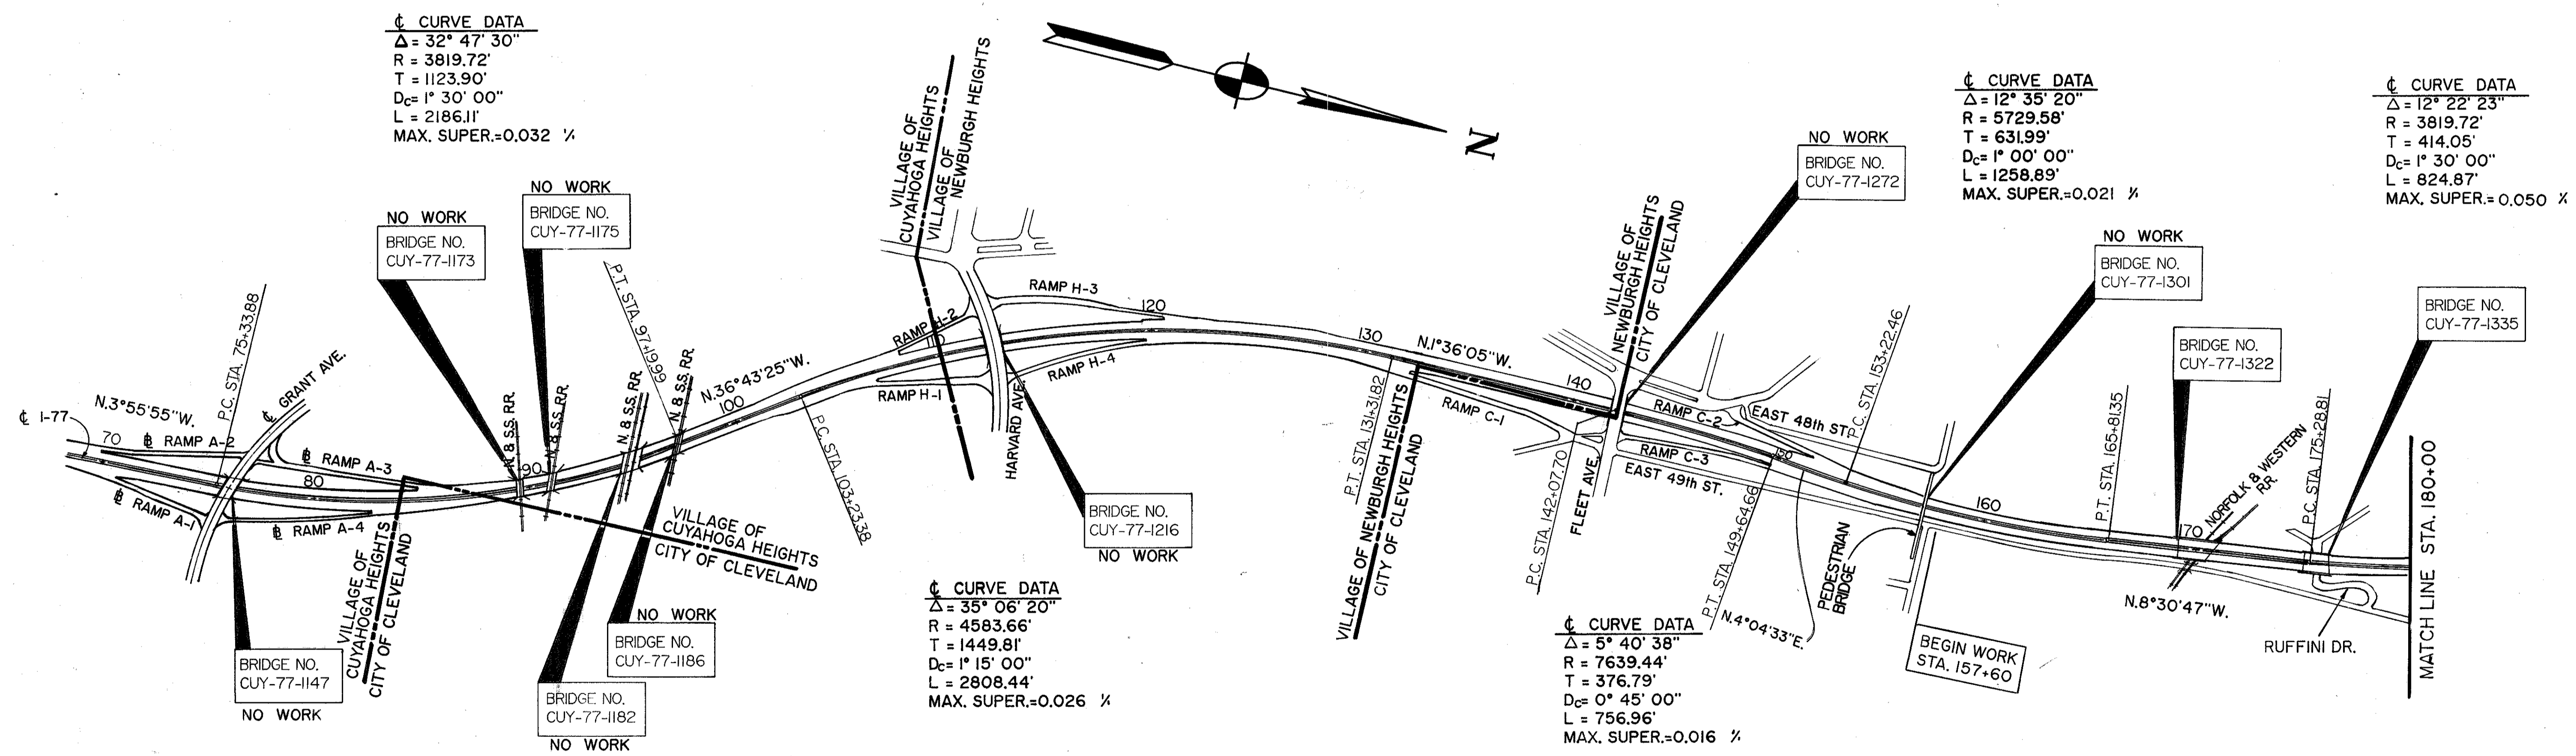 ℄ CURVE DATA
Δ = 32° 47' 30"
R = 3819.72'
T = 1123.90'
Dc= 1° 30' 00"
L = 2186.11'
MAX. SUPER.=0.032 '/'
℄ CURVE DATA
Δ = 12° 35' 20"
R = 5729.58'
T = 631.99'
Dc= 1° 00' 00"
L = 1258.89'
MAX. SUPER.=0.021 '/'
℄ CURVE DATA
Δ = 12° 22' 23"
R = 3819.72'
T = 414.05'
Dc= 1° 30' 00"
L = 824.87'
MAX. SUPER.= 0.050 '/'
N
NO WORK
BRIDGE NO.
CUY-77-1173
NO WORK
BRIDGE NO.
CUY-77-1175
VILLAGE OF
CUYAHOGA HEIGHTS
VILLAGE OF
NEWBURGH HEIGHTS
NO WORK
BRIDGE NO.
CUY-77-1272
VILLAGE OF
NEWBURGH HEIGHTS
CITY OF CLEVELAND
NO WORK
BRIDGE NO.
CUY-77-1301
BRIDGE NO.
CUY-77-1322
BRIDGE NO.
CUY-77-1335
℄ I-77
N.3°55'55"W.
70
℄ RAMP A-2
P.C. STA. 75+33.88
℄ GRANT AVE.
℄ RAMP A-3
80
℄ RAMP A-1
℄ RAMP A-4
N. & S.S. RR.
90
N. & S.S. RR.
N. & S.S. RR.
N. & S.S. RR.
P.T. STA. 97+19.99
N.36°43'25"W.
100
P.C. STA. 103+23.38
RAMP H-2
110
RAMP H-1
RAMP H-3
120
RAMP H-4
HARVARD AVE.
130
P.T. STA. 131+31.82
N.1°36'05"W.
140
RAMP C-1
P.C. STA. 142+07.70
FLEET AVE.
RAMP C-2
RAMP C-3
EAST 48th ST.
EAST 49th ST.
150
P.T. STA. 149+64.66
N.4°04'33"E.
P.C. STA. 153+22.46
PEDESTRIAN
BRIDGE
160
P.T. STA. 165+81.35
170
NORFOLK & WESTERN
R.R.
P.C. STA. 175+28.81
N.8°30'47"W.
RUFFINI DR.
MATCH LINE STA. 180+00
VILLAGE OF
CUYAHOGA HEIGHTS
CITY OF CLEVELAND
VILLAGE OF
CUYAHOGA HEIGHTS
CITY OF CLEVELAND
VILLAGE OF NEWBURGH HEIGHTS
CITY OF CLEVELAND
BRIDGE NO.
CUY-77-1147
NO WORK
BRIDGE NO.
CUY-77-1182
NO WORK
NO WORK
BRIDGE NO.
CUY-77-1186
BRIDGE NO.
CUY-77-1216
NO WORK
BEGIN WORK
STA. 157+60
℄ CURVE DATA
Δ = 35° 06' 20"
R = 4583.66'
T = 1449.81'
Dc= 1° 15' 00"
L = 2808.44'
MAX. SUPER.=0.026 '/'
℄ CURVE DATA
Δ = 5° 40' 38"
R = 7639.44'
T = 376.79'
Dc= 0° 45' 00"
L = 756.96'
MAX. SUPER.=0.016 '/'